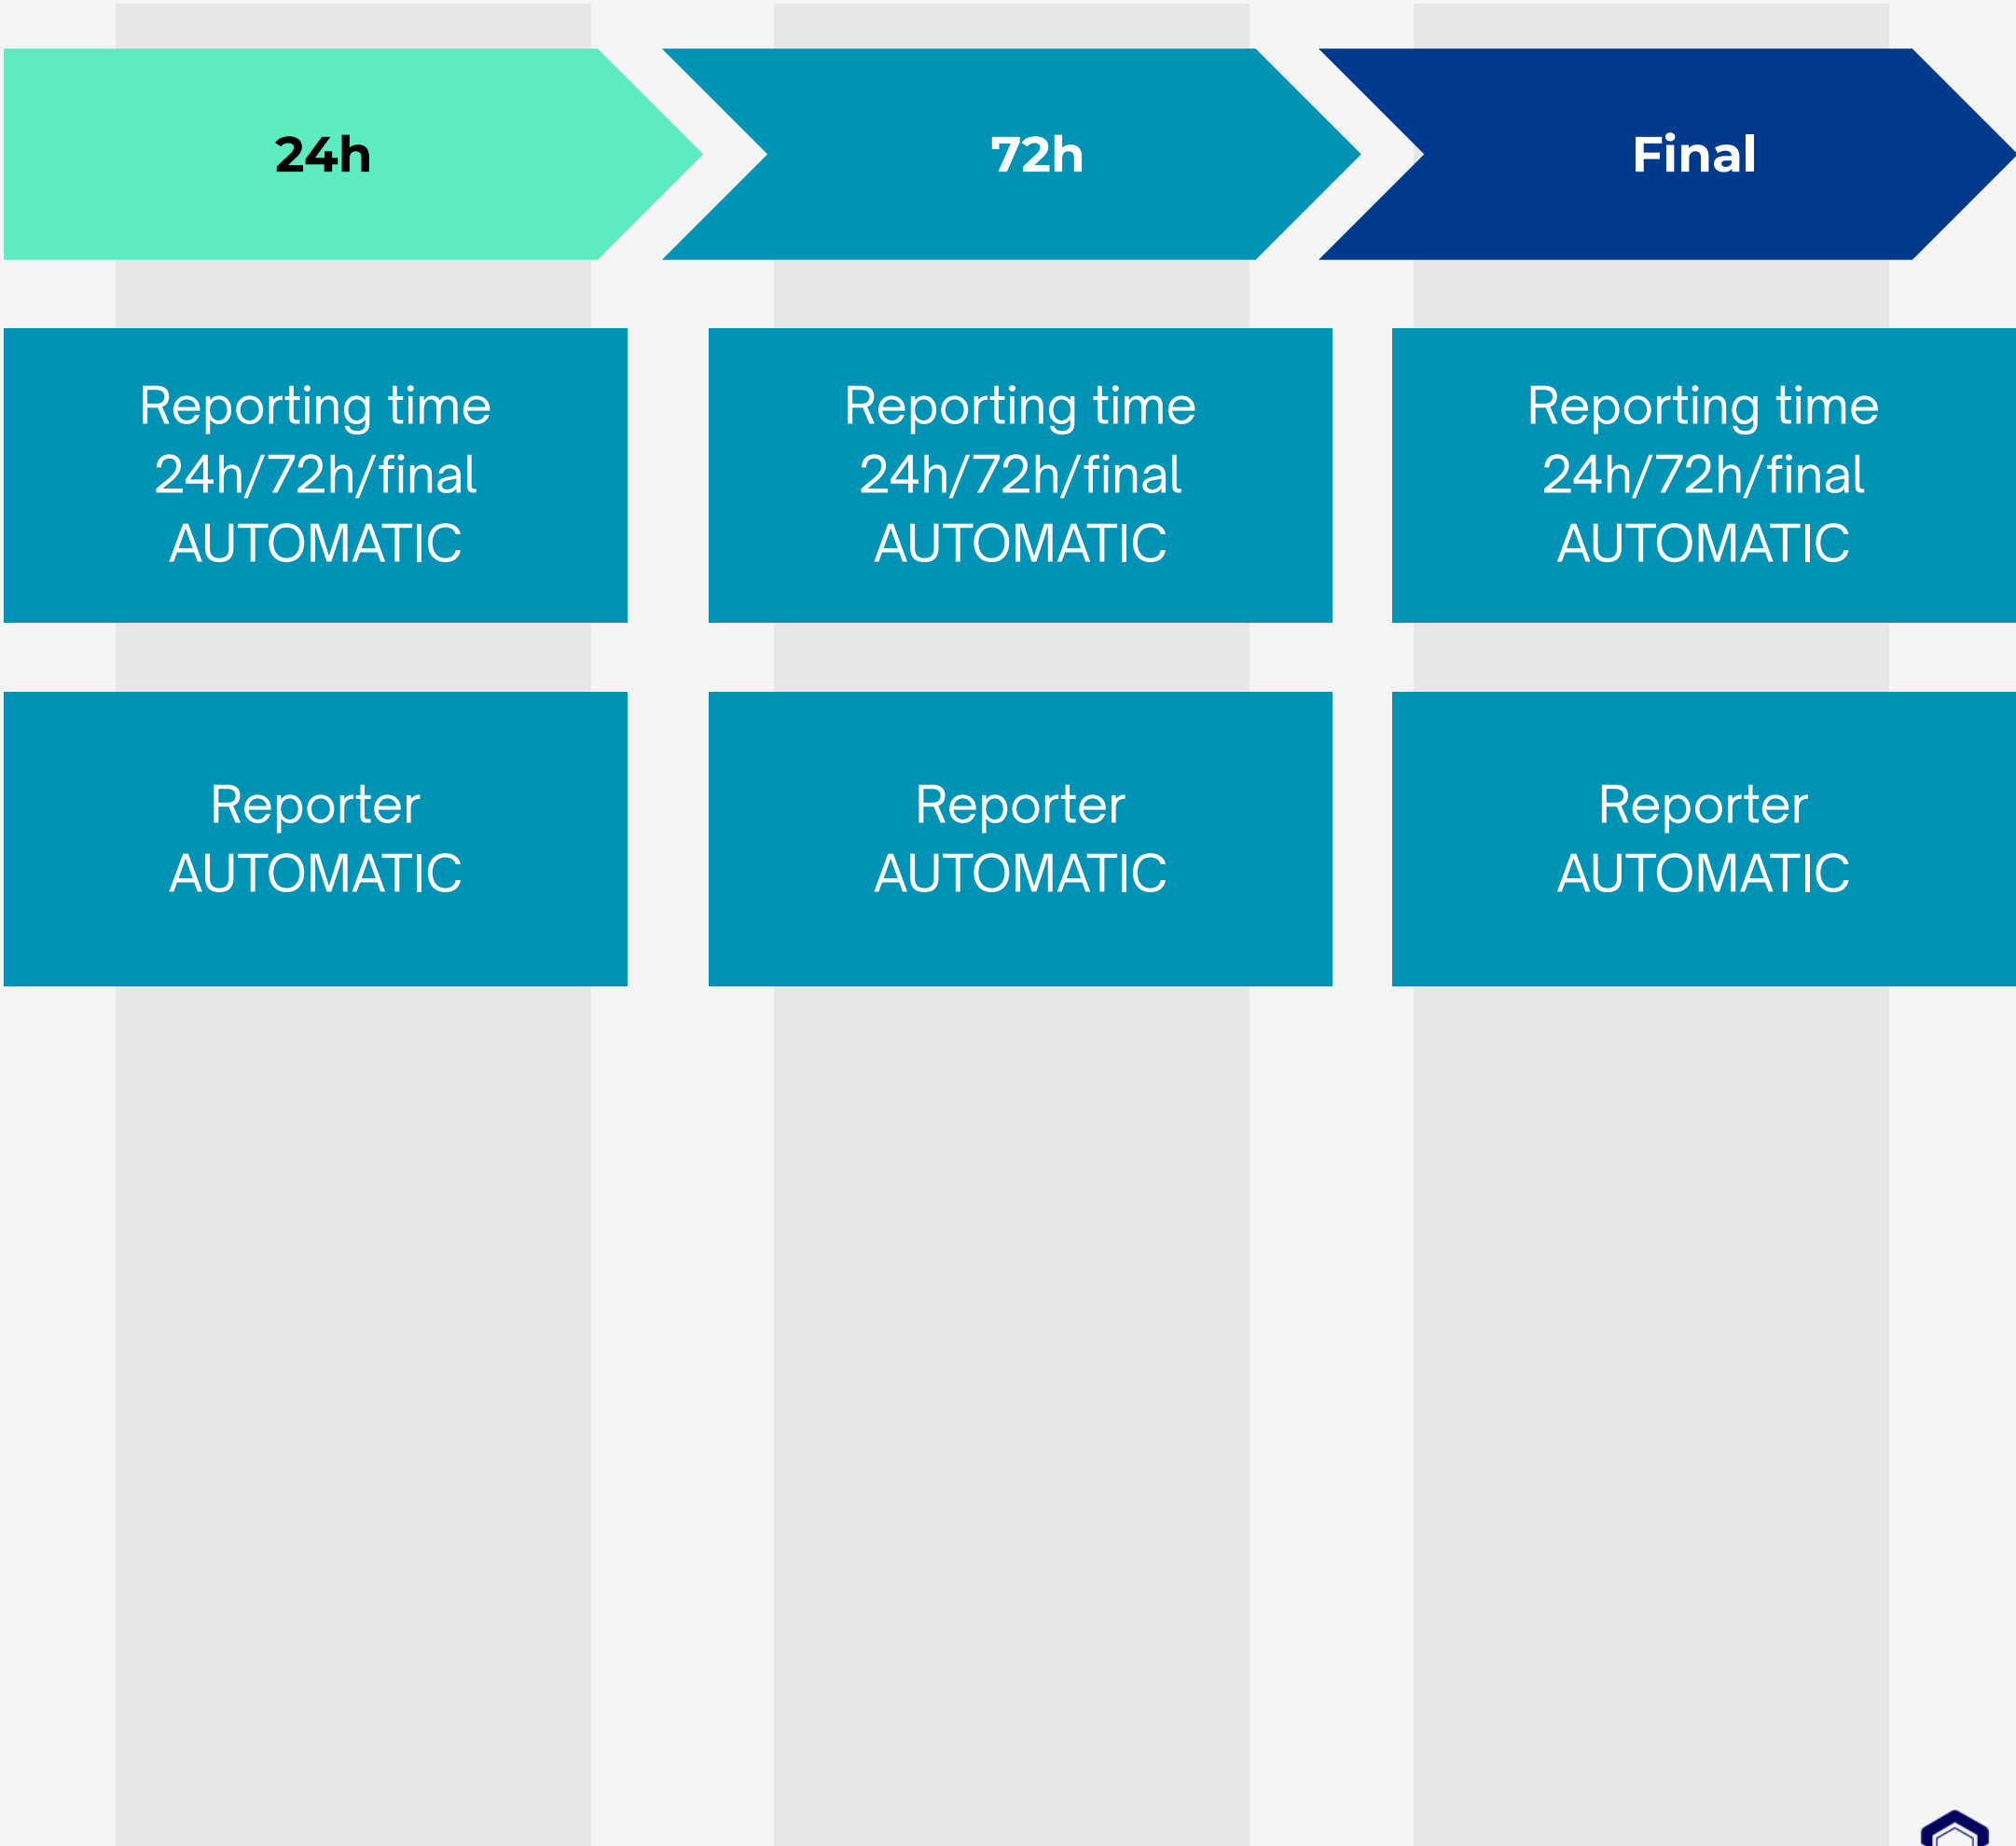 24h
72h
Final
Reporting time
24h/72h/final
AUTOMATIC
Reporting time
24h/72h/final
AUTOMATIC
Reporting time
24h/72h/final
AUTOMATIC
Reporter
AUTOMATIC
Reporter
AUTOMATIC
Reporter
AUTOMATIC